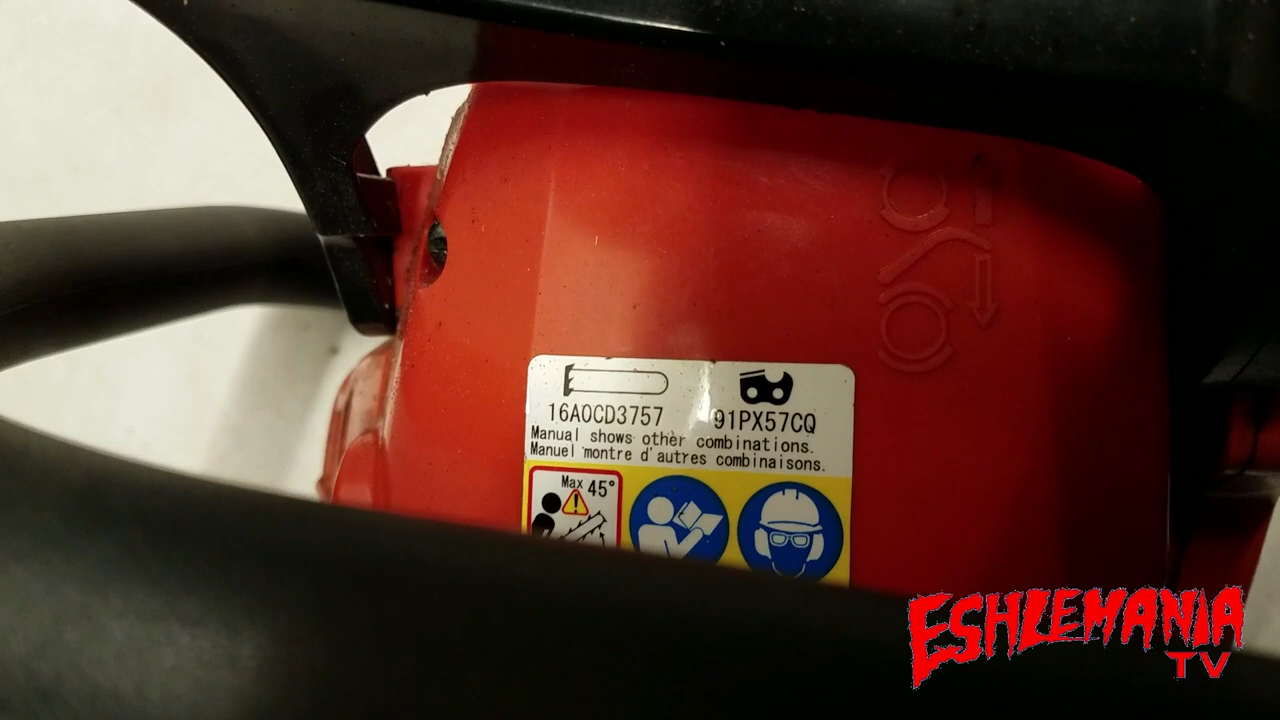 16A0CD3757 91PX57CQ
Manual shows other combinations.
Manuel montre d'autres combinaisons.
Max 45°
ESHLEMANIA
TV